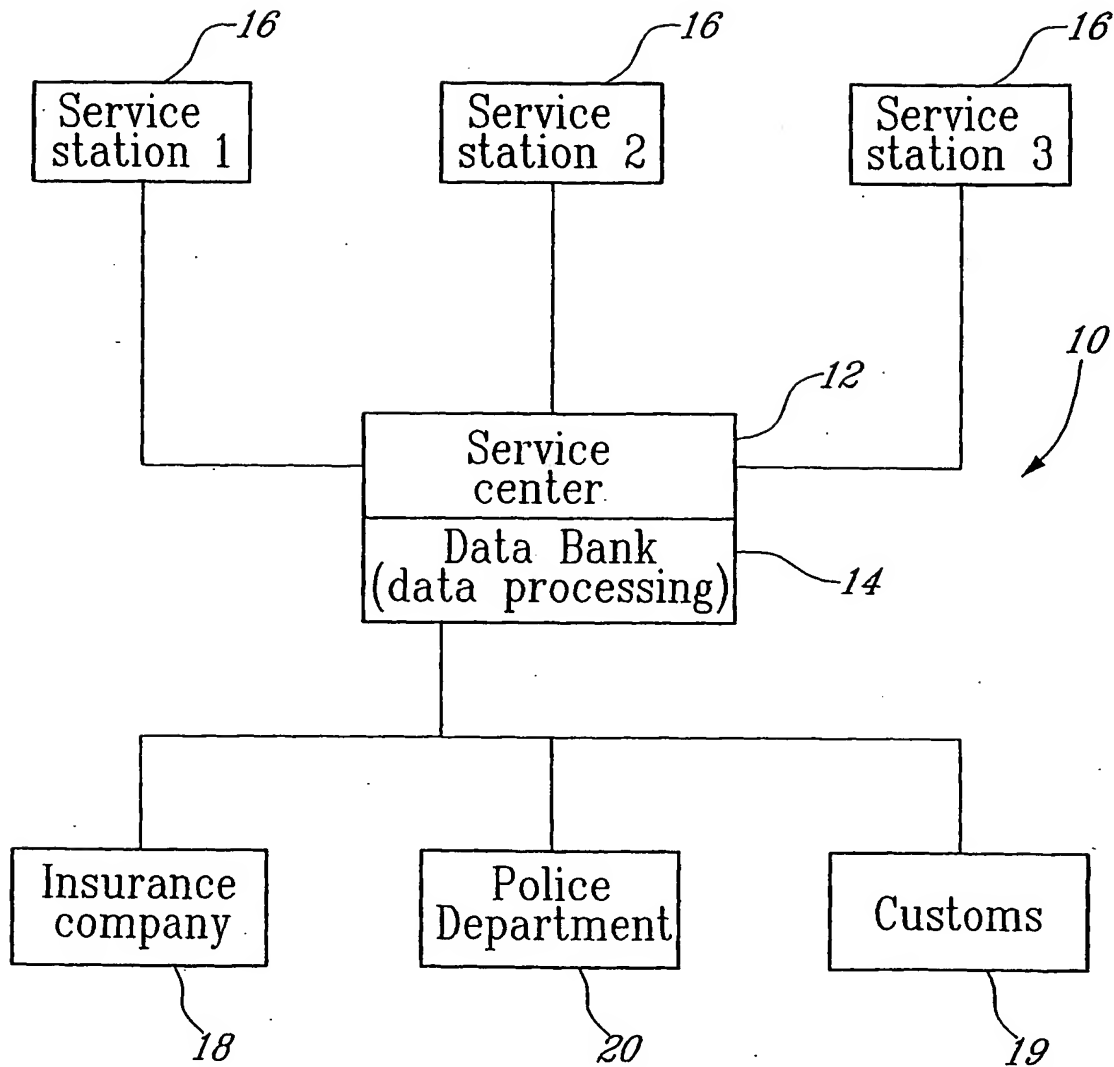 16
16
16
Service
station 1
Service
station 2
Service
station 3
10
12
Service
center
Data Bank
(data processing)
14
Insurance
company
Police
Department
Customs
18
20
19